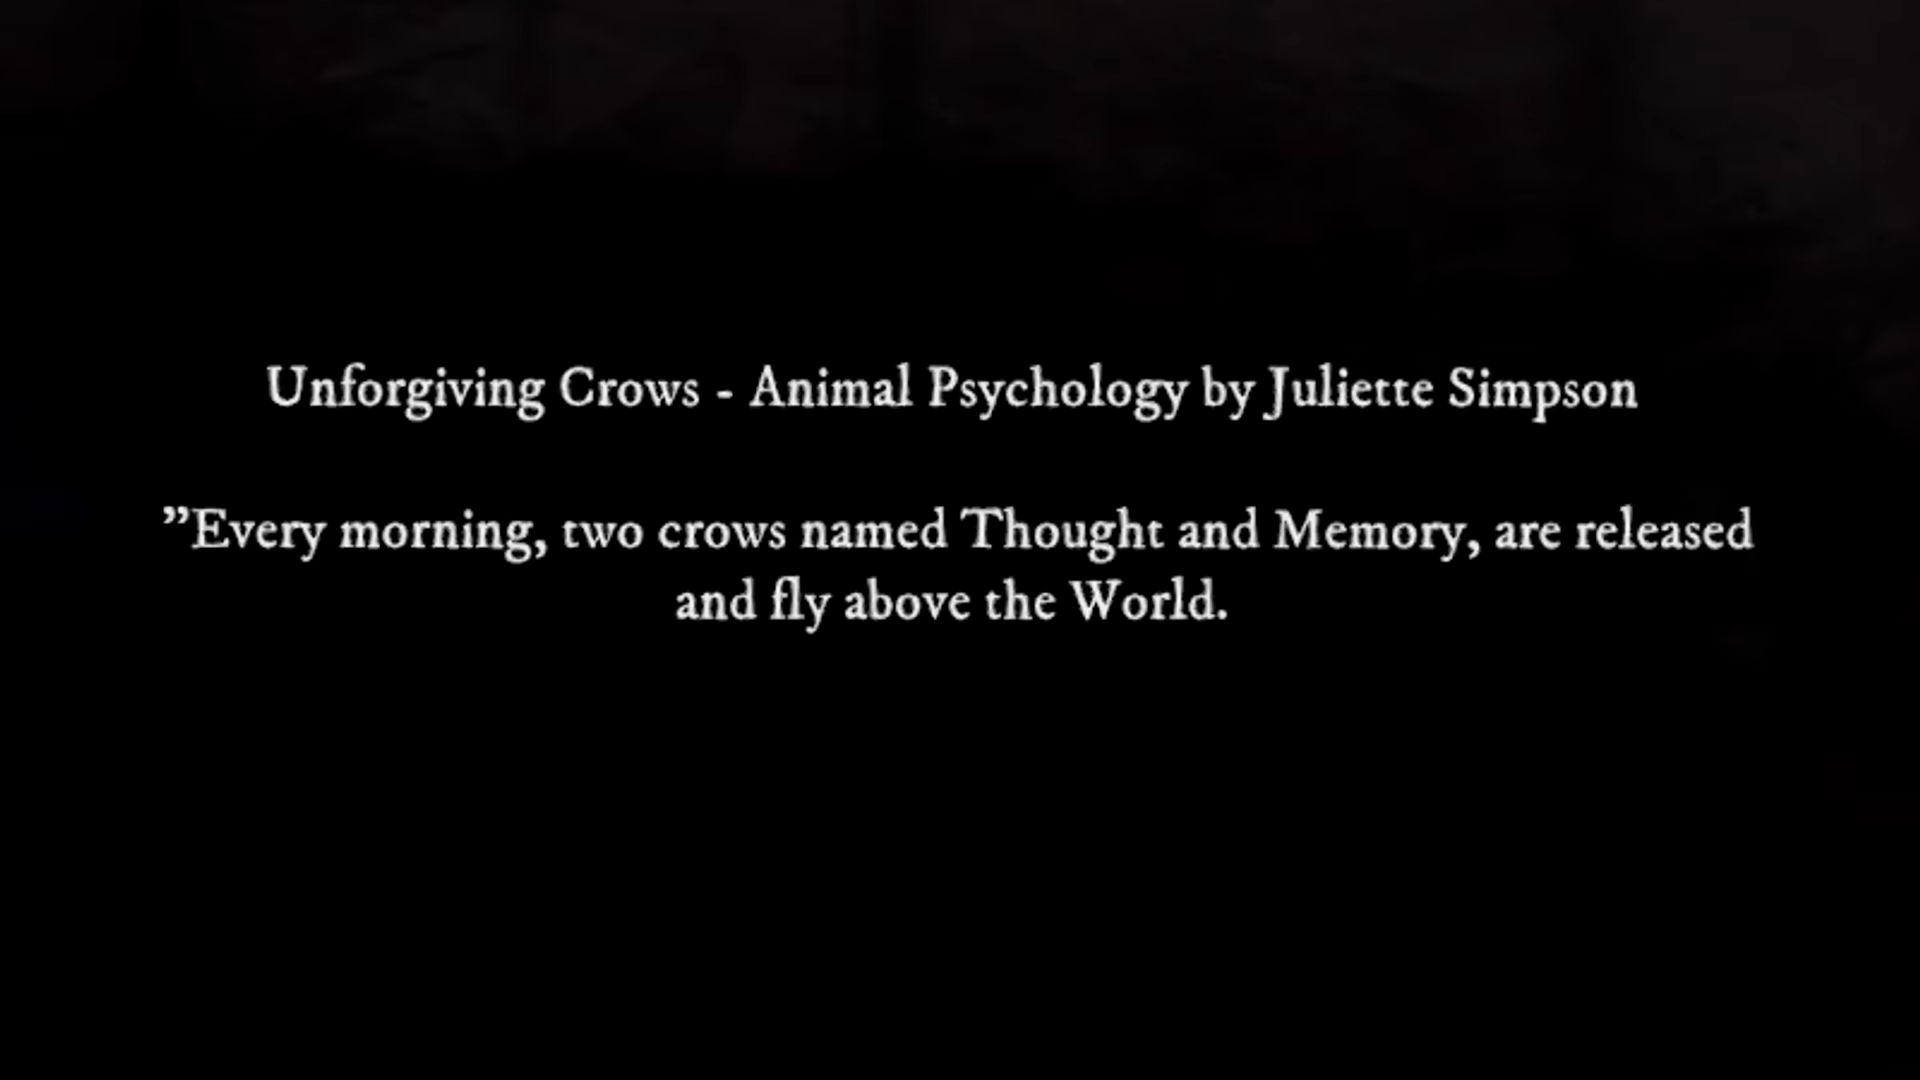 Unforgiving Crows - Animal Psychology by Juliette Simpson
”Every morning, two crows named Thought and Memory, are released
and fly above the World.